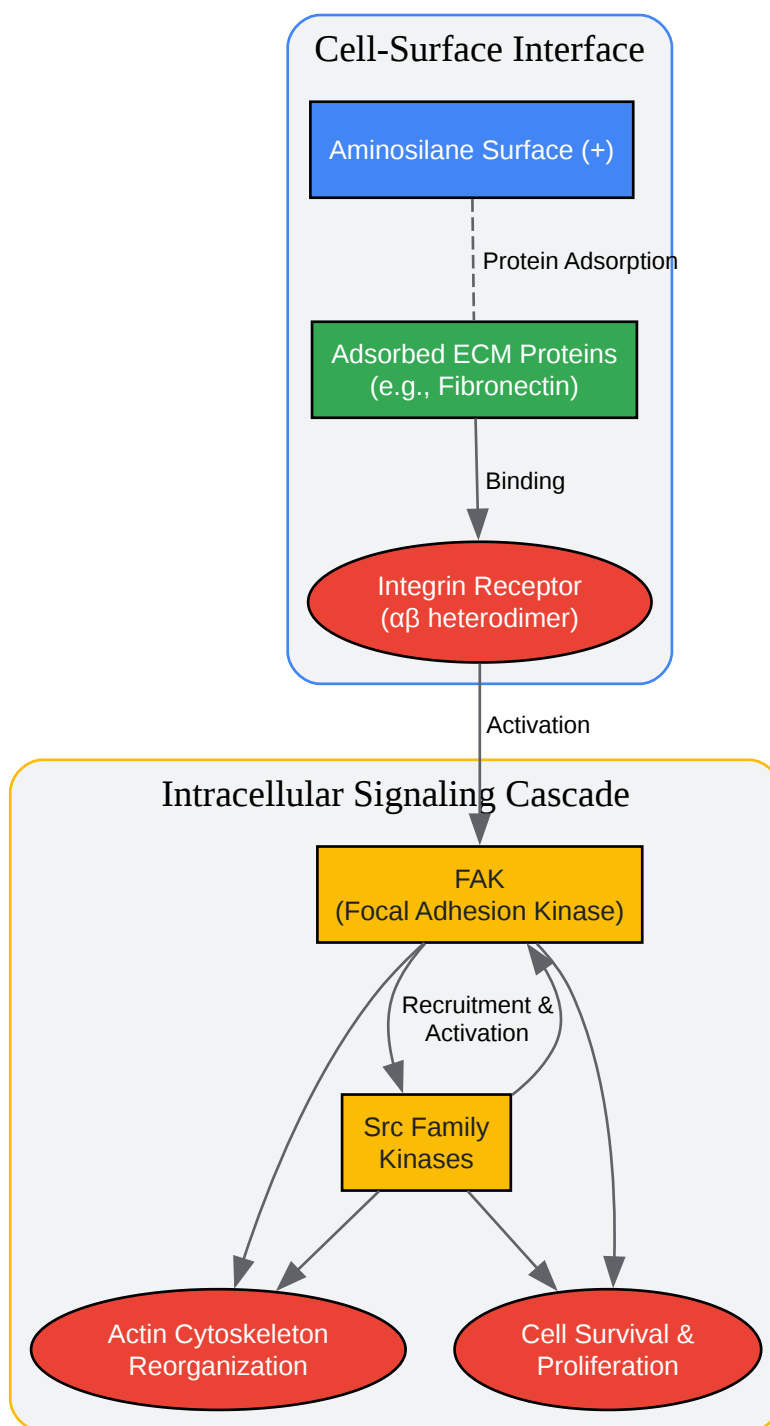 Cell-Surface Interface
Aminosilane Surface (+)
Protein Adsorption
Adsorbed ECM Proteins
(e.g., Fibronectin)
Binding
Integrin Receptor
(αβ heterodimer)
Activation
Intracellular Signaling Cascade
FAK
(Focal Adhesion Kinase)
Recruitment &
Activation
Src Family
Kinases
Actin Cytoskeleton
Reorganization
Cell Survival &
Proliferation